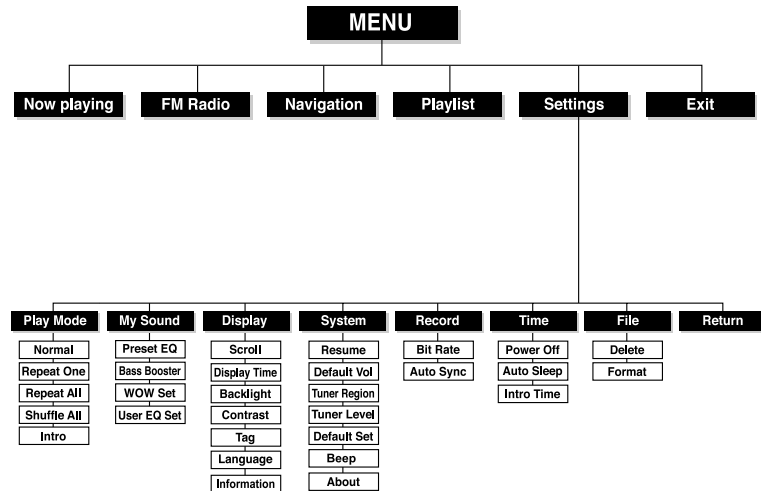 MENU
Now playing FM Radio Navigation Playlist Settings Exit
Play Mode My Sound Display System Record Time File Return
Normal Preset EQ Scroll Resume Bit Rate Power Off Delete
Repeat One Bass Booster Display Time Default Vol Auto Sync Auto Sleep Format
Repeat All WOW Set Backlight Tuner Region Intro Time
Shuffle All User EQ Set Contrast Tuner Level
Intro Tag Default Set
Language Beep
Information About